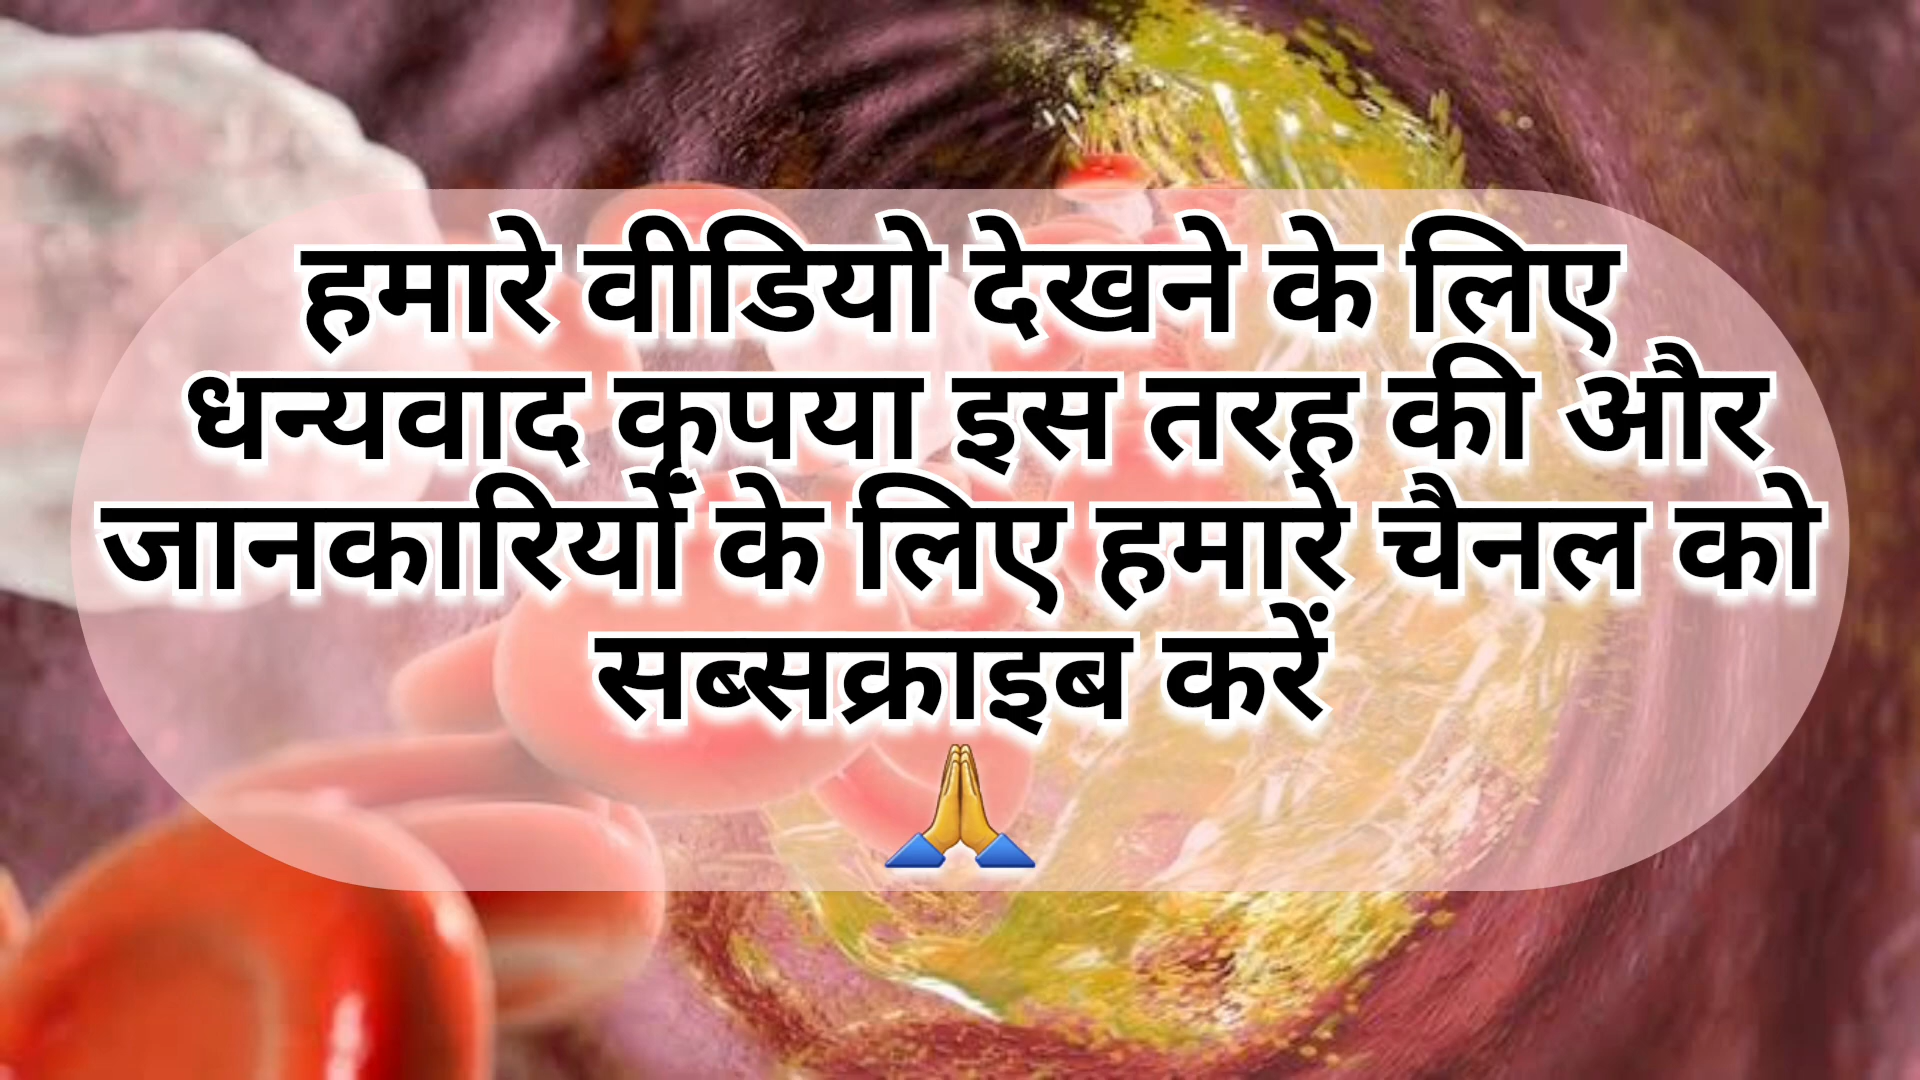 हमारे वीडियो देखने के लिए
धन्यवाद कृपया इस तरह की और
जानकारियों के लिए हमारे चैनल को
सब्सक्राइब करें
🙏